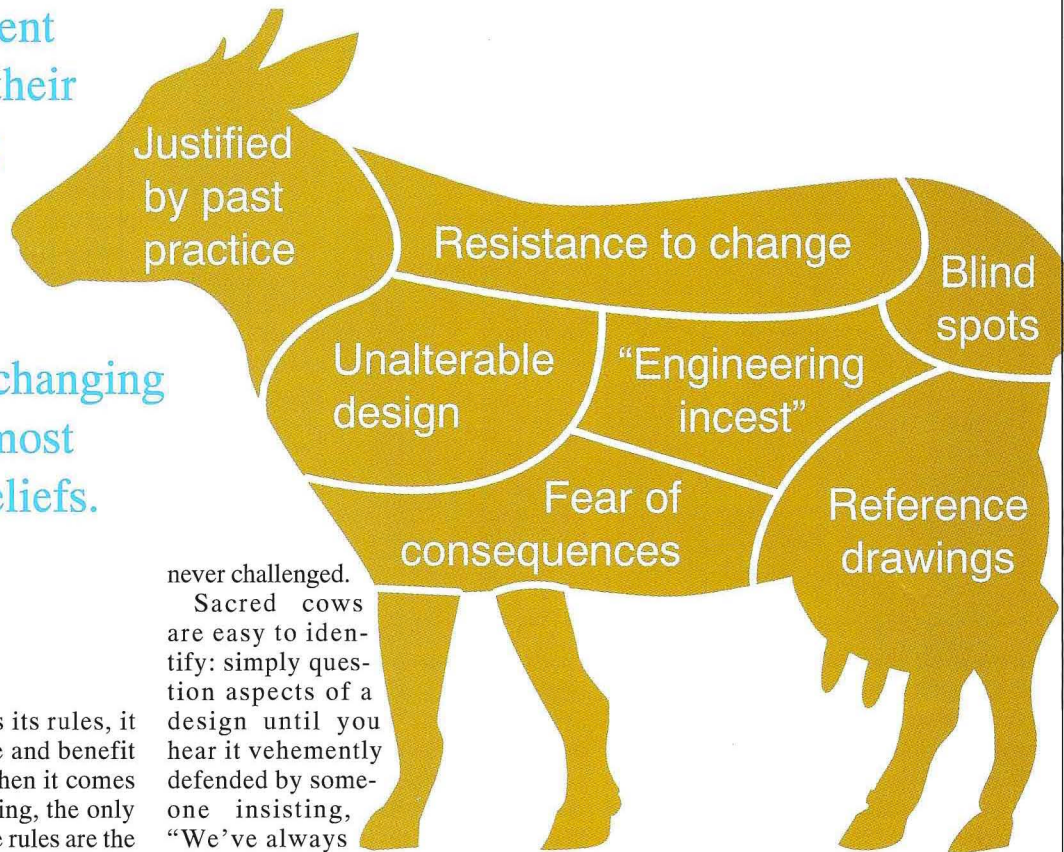 ent
their
changing
most
eliefs.
s its rules, it
e and benefit
hen it comes
ing, the only
e rules are the
never challenged.
Sacred cows
are easy to iden-
tify: simply ques-
tion aspects of a
design until you
hear it vehemently
defended by some-
one insisting,
“We’ve always
Justified
by past
practice
Resistance to change
Blind
spots
Unalterable
design
“Engineering
incest”
Fear of
consequences
Reference
drawings